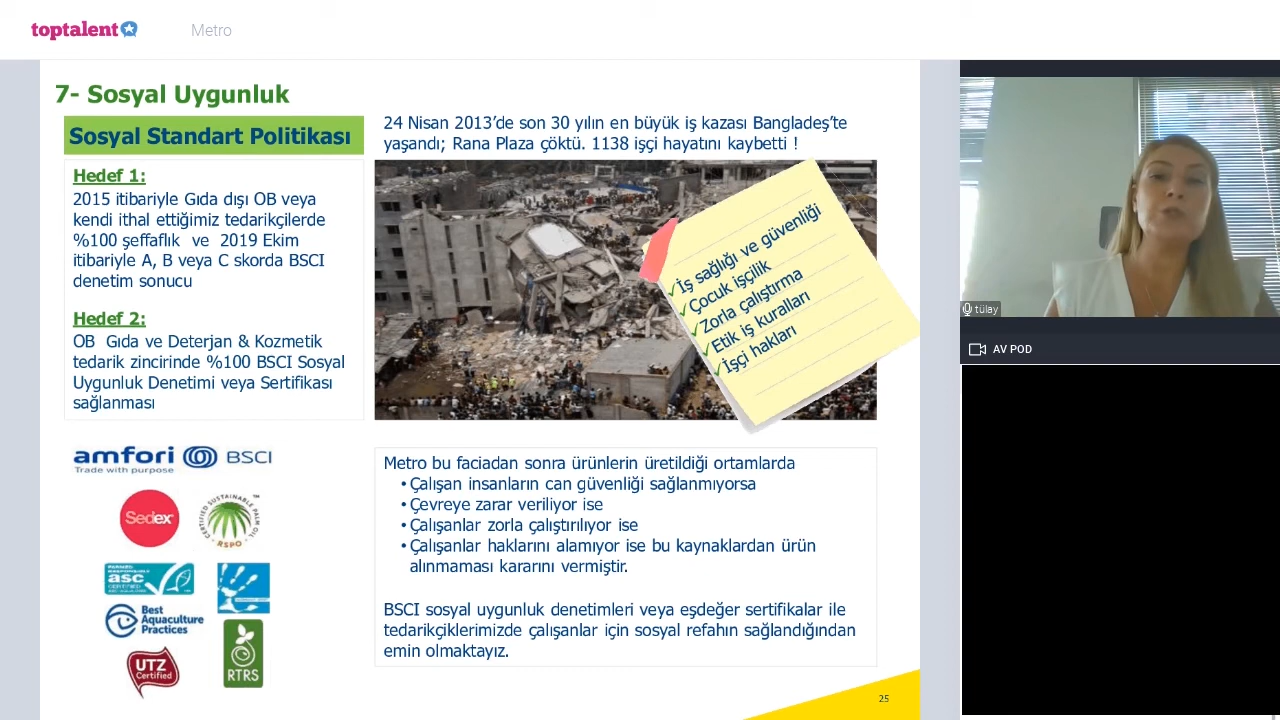 toptalent
Metro
7- Sosyal Uygunluk
Sosyal Standart Politikası
24 Nisan 2013'de son 30 yılın en büyük iş kazası Bangladeş'te
yaşandı; Rana Plaza çöktü. 1138 işçi hayatını kaybetti !
Hedef 1:
2015 itibariyle Gıda dışı OB veya
kendi ithal ettiğimiz tedarikçilerde
%100 şeffaflık ve 2019 Ekim
itibariyle A, B veya C skorda BSCI
denetim sonucu
Hedef 2:
OB Gıda ve Deterjan & Kozmetik
tedarik zincirinde %100 BSCI Sosyal
Uygunluk Denetimi veya Sertifikası
sağlanması
İş sağlığı ve güvenliği
Çocuk işçilik
Zorla çalıştırma
Etik iş kuralları
İşçi hakları
amfori BSCI
Trade with purpose
Sedex
CERTIFIED SUSTAINABLE PALM OIL
RSPO
asc
Best
Aquaculture
Practices
UTZ
Certified
RTRS
Metro bu faciadan sonra ürünlerin üretildiği ortamlarda
• Çalışan insanların can güvenliği sağlanmıyorsa
• Çevreye zarar veriliyor ise
• Çalışanlar zorla çalıştırılıyor ise
• Çalışanlar haklarını alamıyor ise bu kaynaklardan ürün
alınmaması kararını vermiştir.
BSCI sosyal uygunluk denetimleri veya eşdeğer sertifikalar ile
tedarikçiklerimizde çalışanlar için sosyal refahın sağlandığından
emin olmaktayız.
25
tülay
AV POD